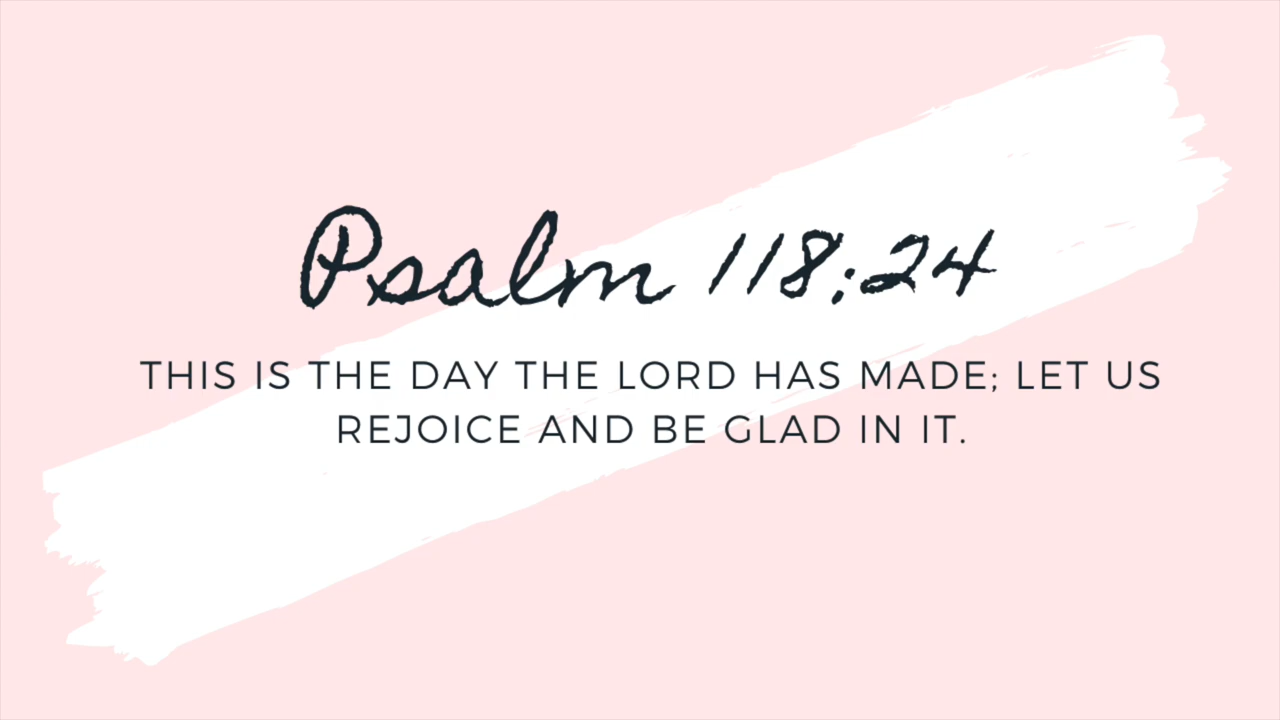 Psalm 118:24
THIS IS THE DAY THE LORD HAS MADE; LET US
REJOICE AND BE GLAD IN IT.